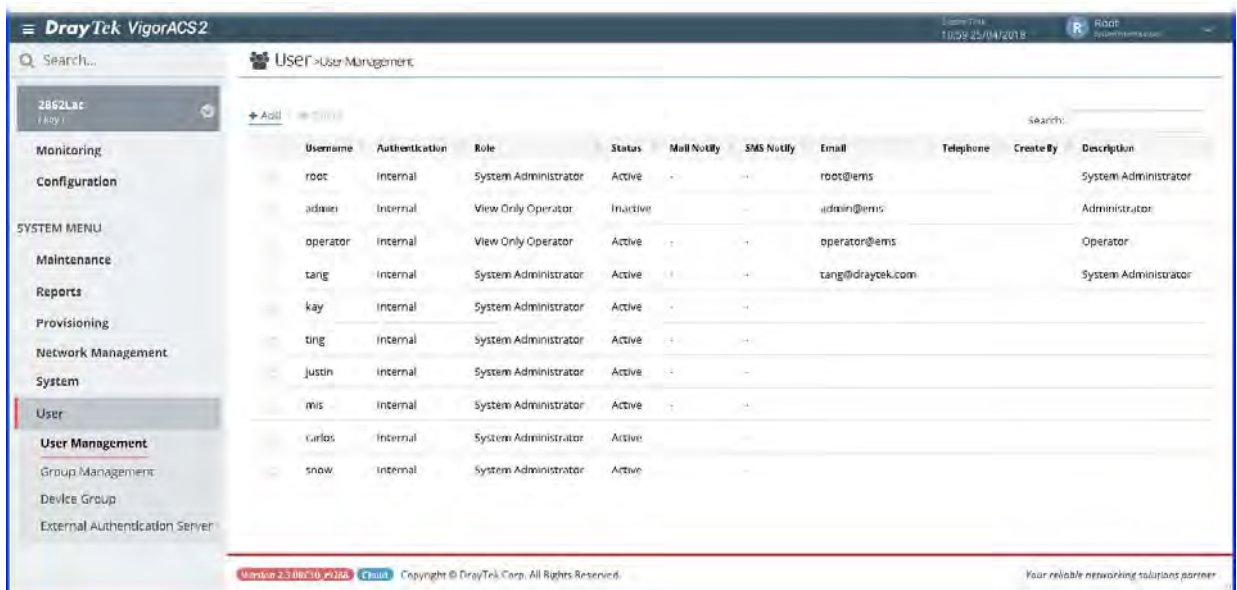 ≡ DrayTek VigorACS2
10:59 25/04/2018
R Root
Search...
User >User Management
2862Lac
+ Add
Search:
Monitoring
Configuration
SYSTEM MENU
Maintenance
Reports
Provisioning
Network Management
System
User
User Management
Group Management
Device Group
External Authentication Server
Username Authentication Role Status Mail Notify SMS Notify Email Telephone Create By Description
root Internal System Administrator Active - - root@ems System Administrator
admin Internal View Only Operator Inactive - admin@ems Administrator
operator Internal View Only Operator Active - - operator@ems Operator
tang Internal System Administrator Active - - tang@draytek.com System Administrator
kay Internal System Administrator Active - -
ting Internal System Administrator Active - -
justin Internal System Administrator Active - -
mis Internal System Administrator Active - -
carlos Internal System Administrator Active -
snow Internal System Administrator Active -
Cloud Copyright © DrayTek Corp. All Rights Reserved.
Your reliable networking solutions partner